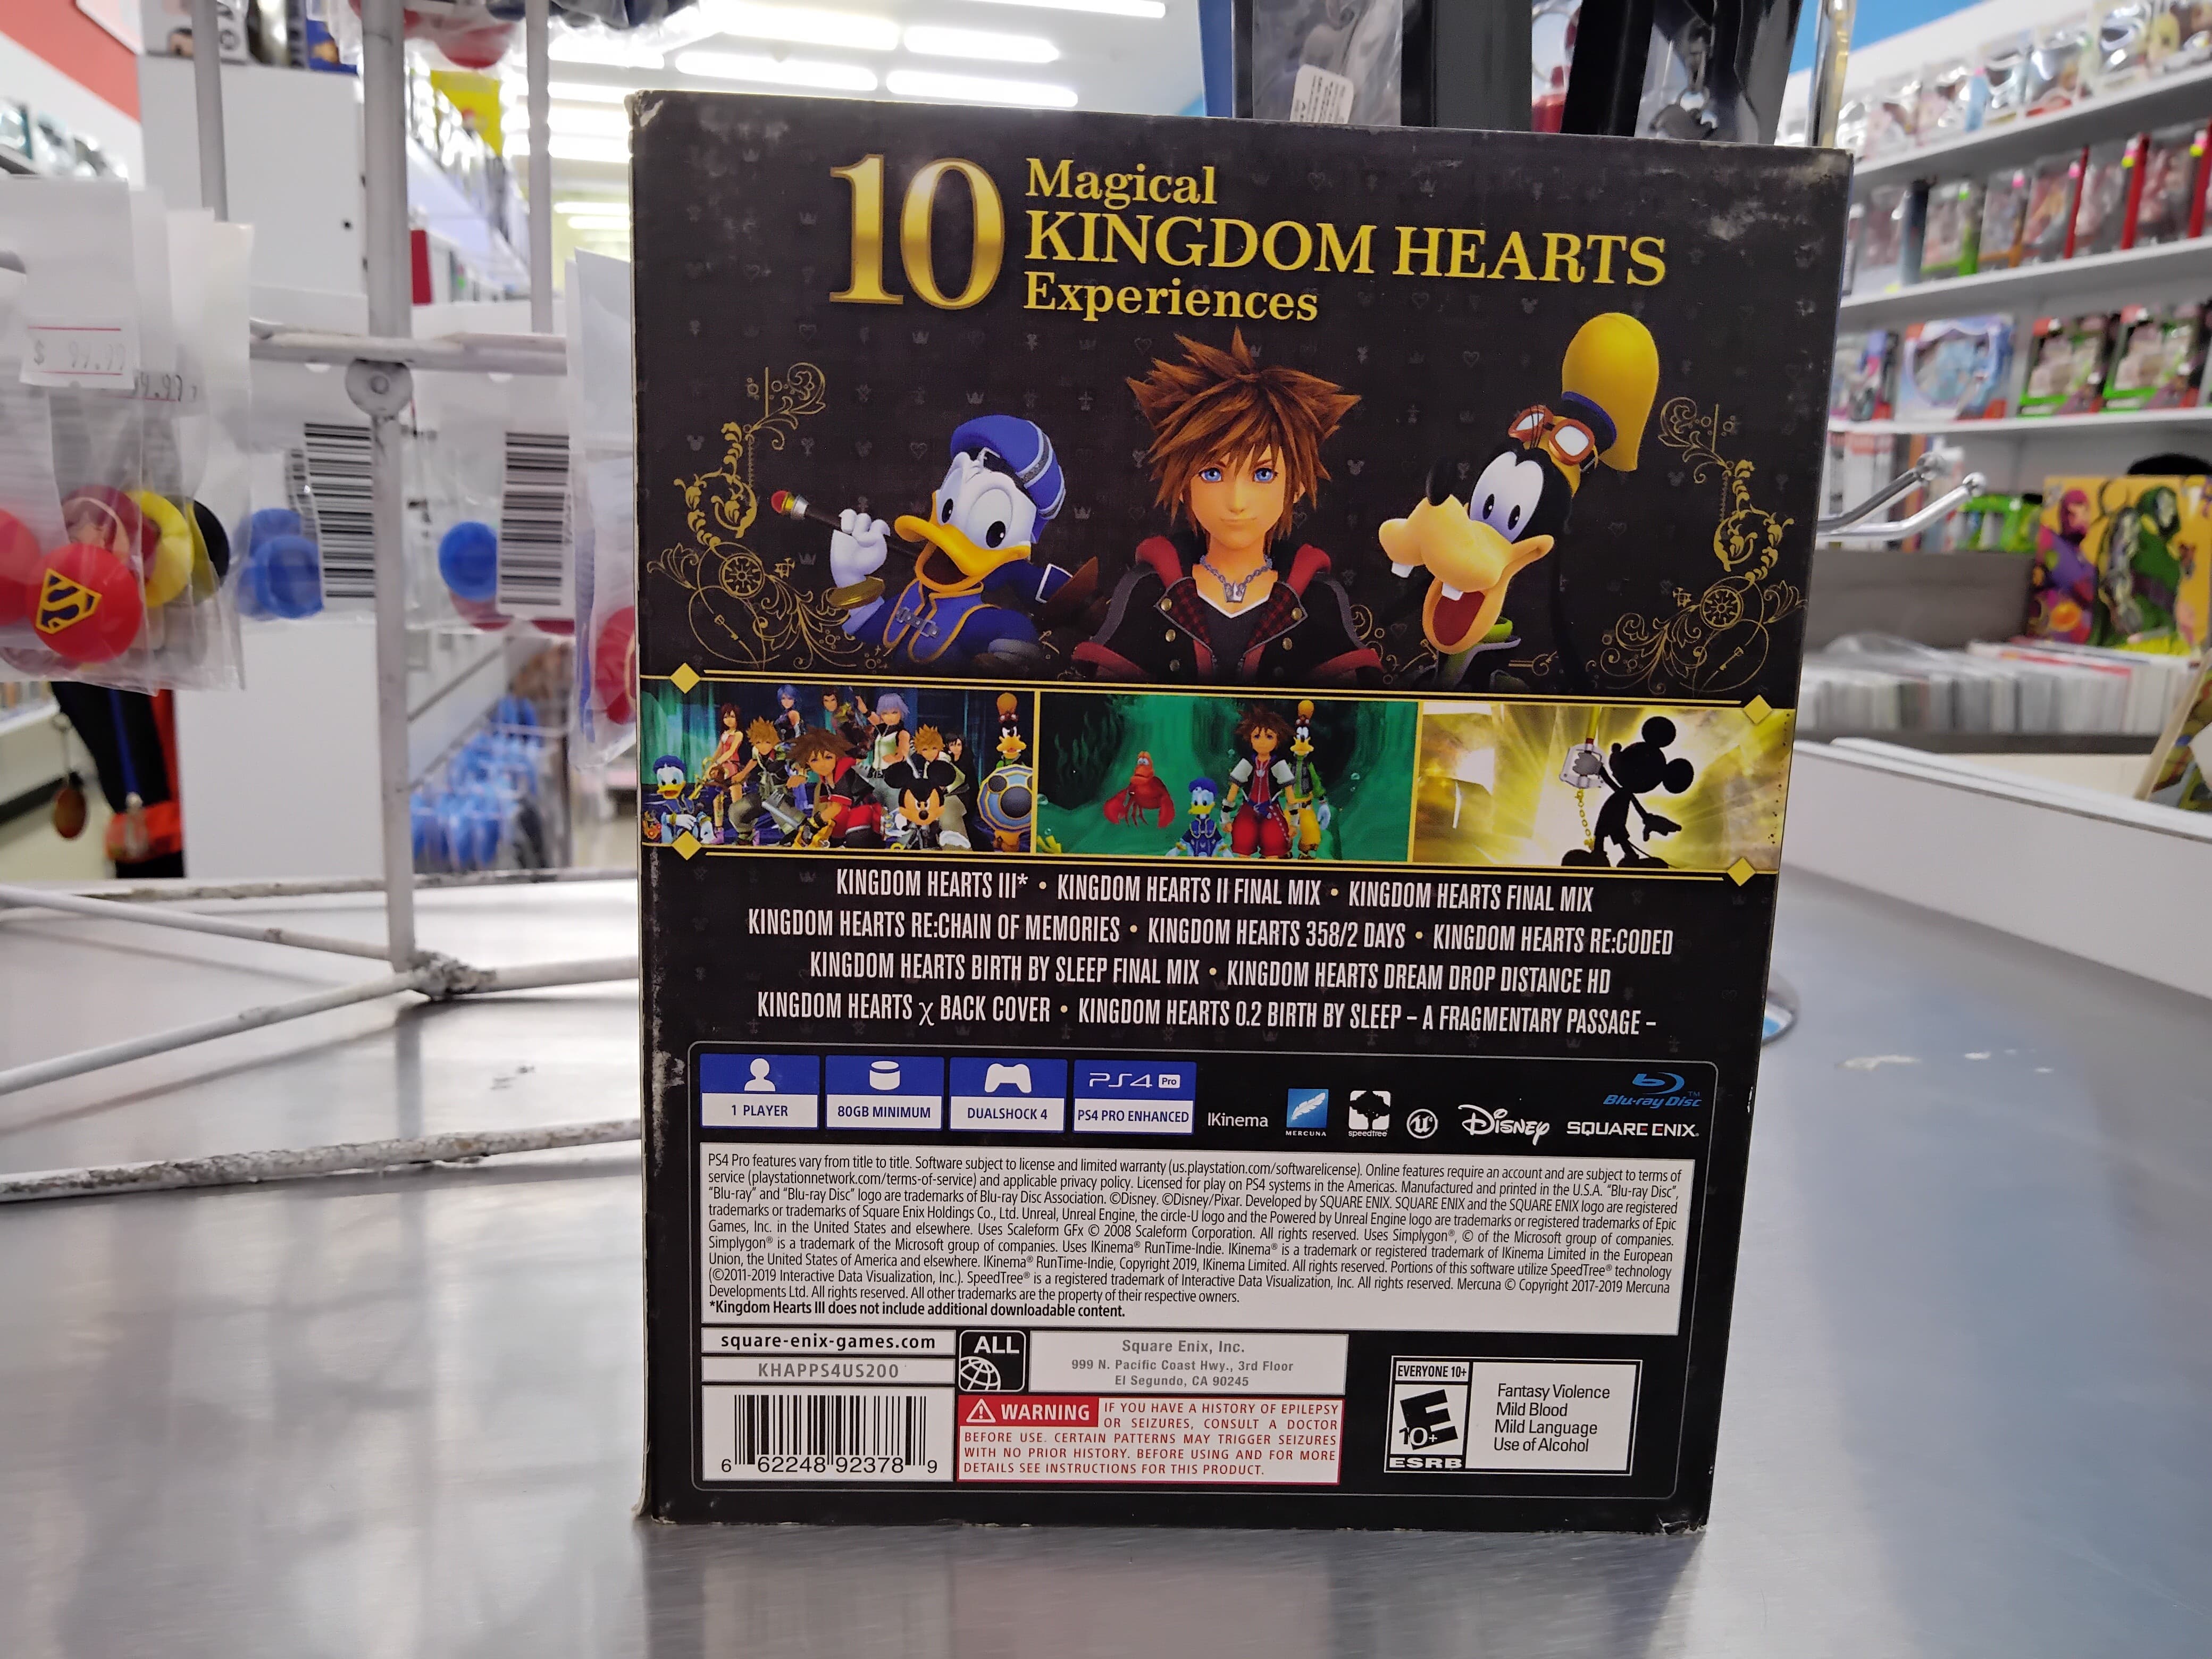 10 Magical
KINGDOM HEARTS
Experiences
KINGDOM HEARTS III* • KINGDOM HEARTS II FINAL MIX • KINGDOM HEARTS FINAL MIX
KINGDOM HEARTS RE:CHAIN OF MEMORIES • KINGDOM HEARTS 358/2 DAYS • KINGDOM HEARTS RE:CODED
KINGDOM HEARTS BIRTH BY SLEEP FINAL MIX • KINGDOM HEARTS DREAM DROP DISTANCE HD
KINGDOM HEARTS χ BACK COVER • KINGDOM HEARTS 0.2 BIRTH BY SLEEP – A FRAGMENTARY PASSAGE –
1 PLAYER
80GB MINIMUM
DUALSHOCK 4
PS4 Pro
PS4 PRO ENHANCED
IKinema
MERCUNA
SPEEDTREE
Disney
Blu-ray Disc™
SQUARE ENIX.
PS4 Pro features vary from title to title. Software subject to license and limited warranty (us.playstation.com/softwarelicense). Online features require an account and are subject to terms of
service (playstationnetwork.com/terms-of-service) and applicable privacy policy. Licensed for play on PS4 systems in the Americas. Manufactured and printed in the U.S.A. "Blu-ray Disc",
"Blu-ray" and "Blu-ray Disc" logo are trademarks of Blu-ray Disc Association. ©Disney. ©Disney/Pixar. Developed by SQUARE ENIX. SQUARE ENIX and the SQUARE ENIX logo are registered
trademarks or trademarks of Square Enix Holdings Co., Ltd. Unreal, Unreal Engine, the circle-U logo and the Powered by Unreal Engine logo are trademarks or registered trademarks of Epic
Games, Inc. in the United States and elsewhere. Uses Scaleform GFx © 2008 Scaleform Corporation. All rights reserved. Uses Simplygon®, © of the Microsoft group of companies.
Simplygon® is a trademark of the Microsoft group of companies. Uses IKinema® RunTime-Indie. IKinema® is a trademark or registered trademark of IKinema Limited in the European
Union, the United States of America and elsewhere. IKinema® RunTime-Indie, Copyright 2019, IKinema Limited. All rights reserved. Portions of this software utilize SpeedTree® technology
(©2011-2019 Interactive Data Visualization, Inc.). SpeedTree® is a registered trademark of Interactive Data Visualization, Inc. All rights reserved. Mercuna © Copyright 2017-2019 Mercuna
Developments Ltd. All rights reserved. All other trademarks are the property of their respective owners.
*Kingdom Hearts III does not include additional downloadable content.
square-enix-games.com
KHAPPS4US200
ALL
Square Enix, Inc.
999 N. Pacific Coast Hwy., 3rd Floor
El Segundo, CA 90245
WARNING IF YOU HAVE A HISTORY OF EPILEPSY
OR SEIZURES, CONSULT A DOCTOR
BEFORE USE. CERTAIN PATTERNS MAY TRIGGER SEIZURES
WITH NO PRIOR HISTORY. BEFORE USING AND FOR MORE
DETAILS SEE INSTRUCTIONS FOR THIS PRODUCT.
6 62248 92378 9
EVERYONE 10+
E
10+
ESRB
Fantasy Violence
Mild Blood
Mild Language
Use of Alcohol
$ 99.99